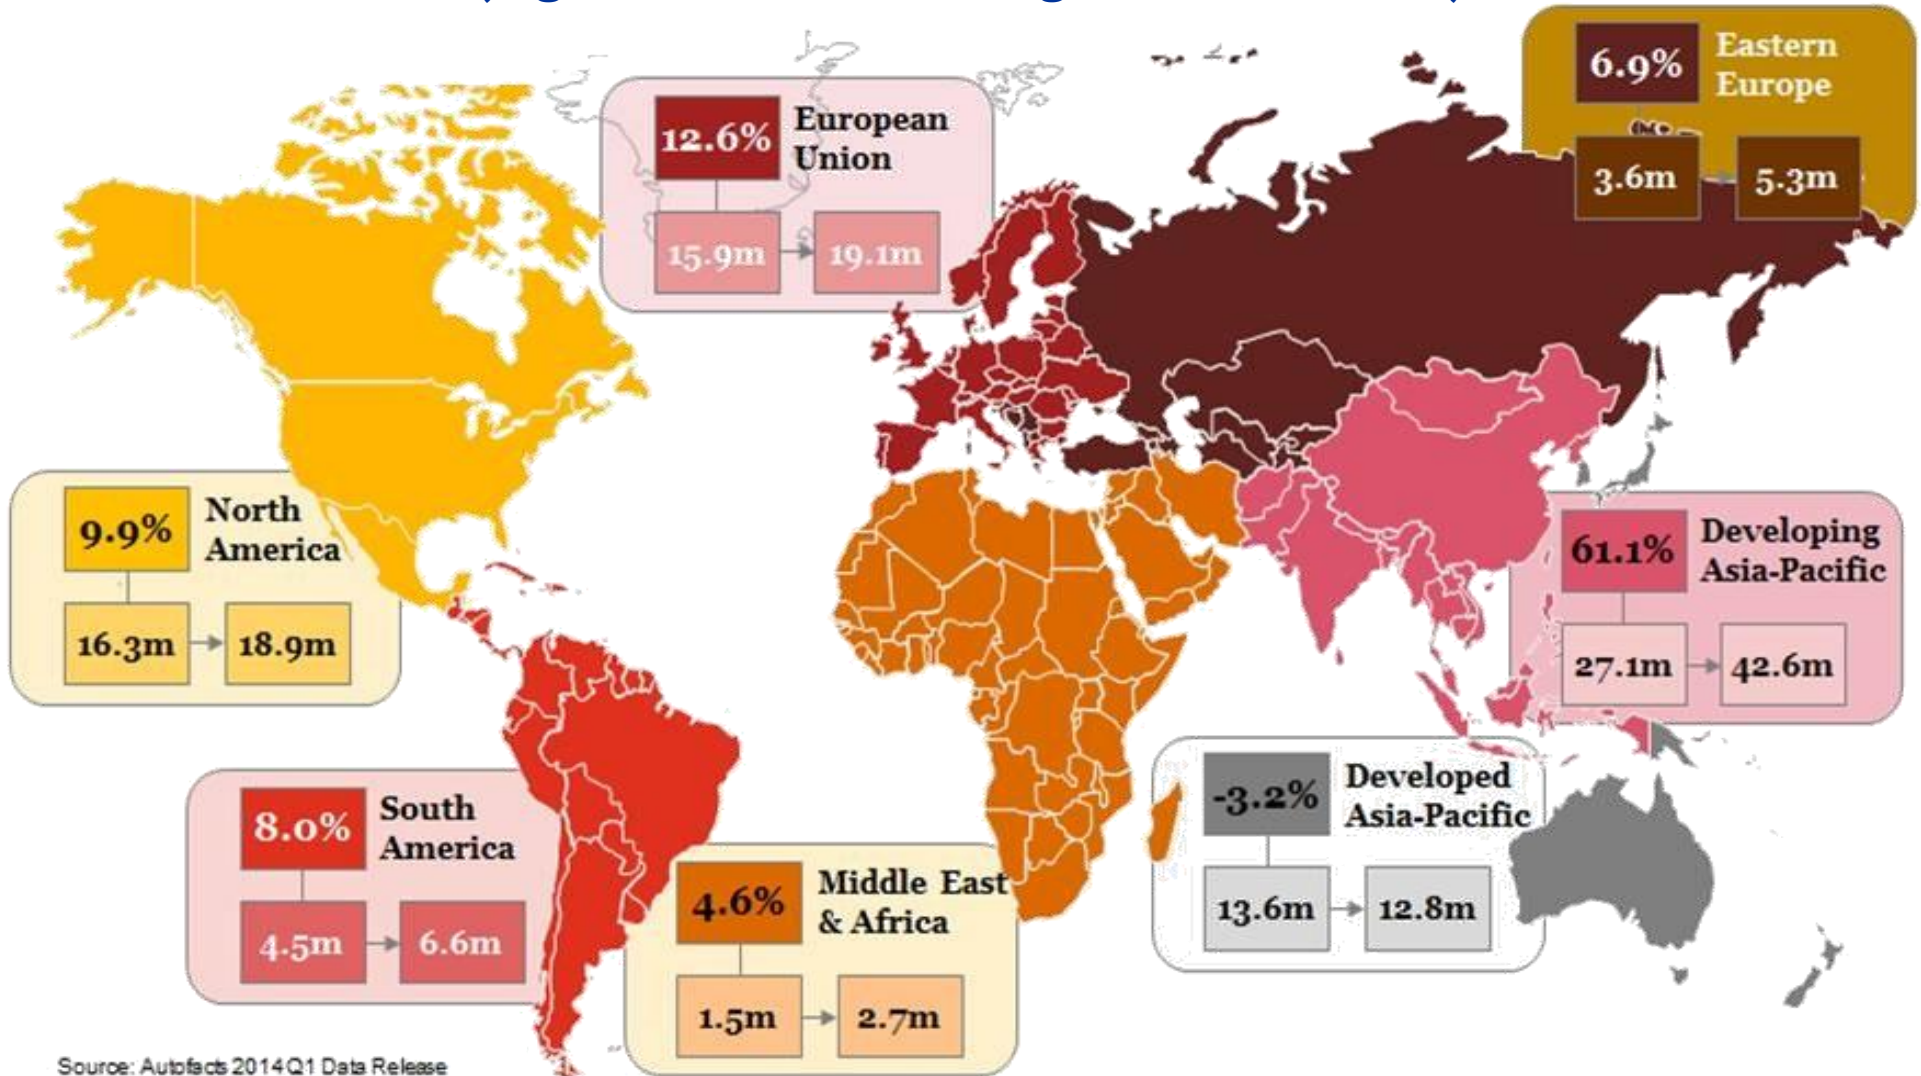 6.9%
Eastern
Europe
3.6m
5.3m
12.6%
European
Union
15.9m
19.1m
9.9%
North
America
16.3m
18.9m
61.1%
Developing
Asia-Pacific
27.1m
42.6m
8.0%
South
America
4.5m
6.6m
4.6%
Middle East
& Africa
1.5m
2.7m
-3.2%
Developed
Asia-Pacific
13.6m
12.8m
Source: Autofacts 2014 Q1 Data Release